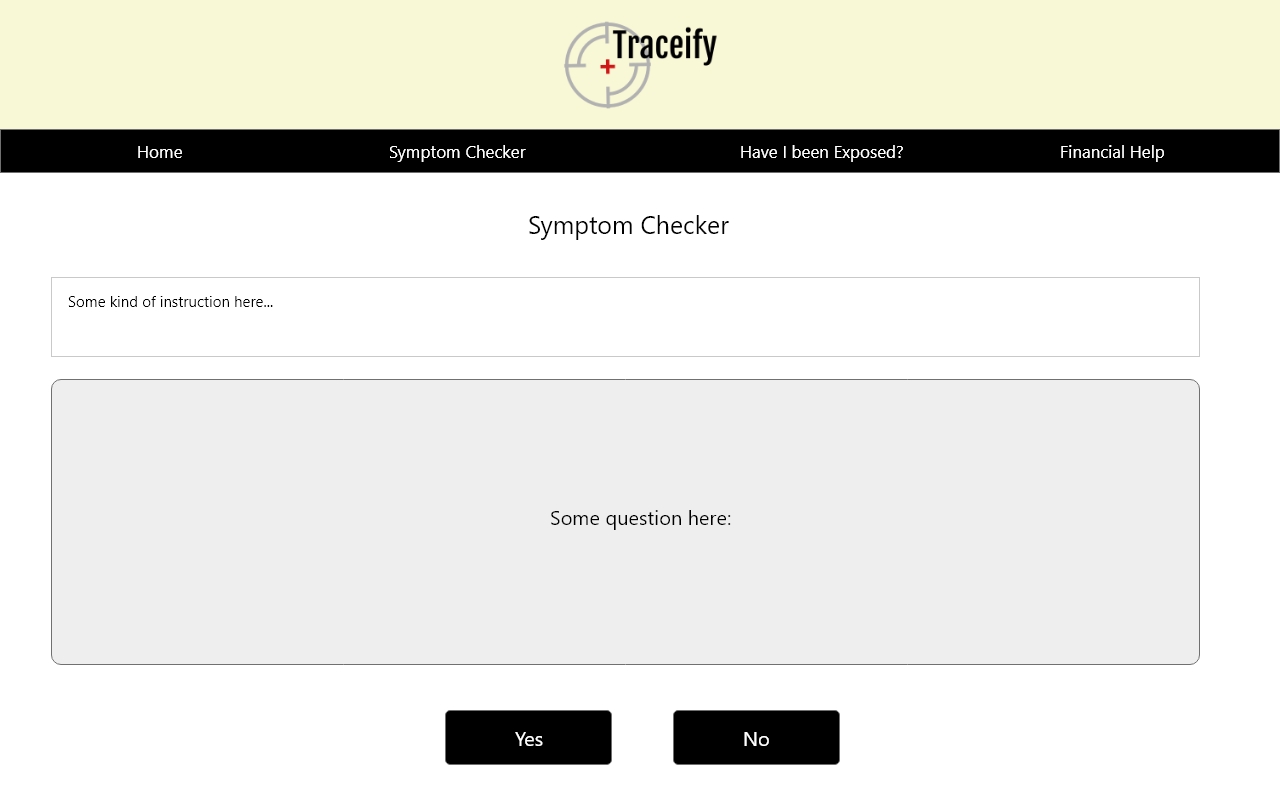 Traceify
Home Symptom Checker Have I been Exposed? Financial Help
Symptom Checker
Some kind of instruction here...
Some question here:
Yes No